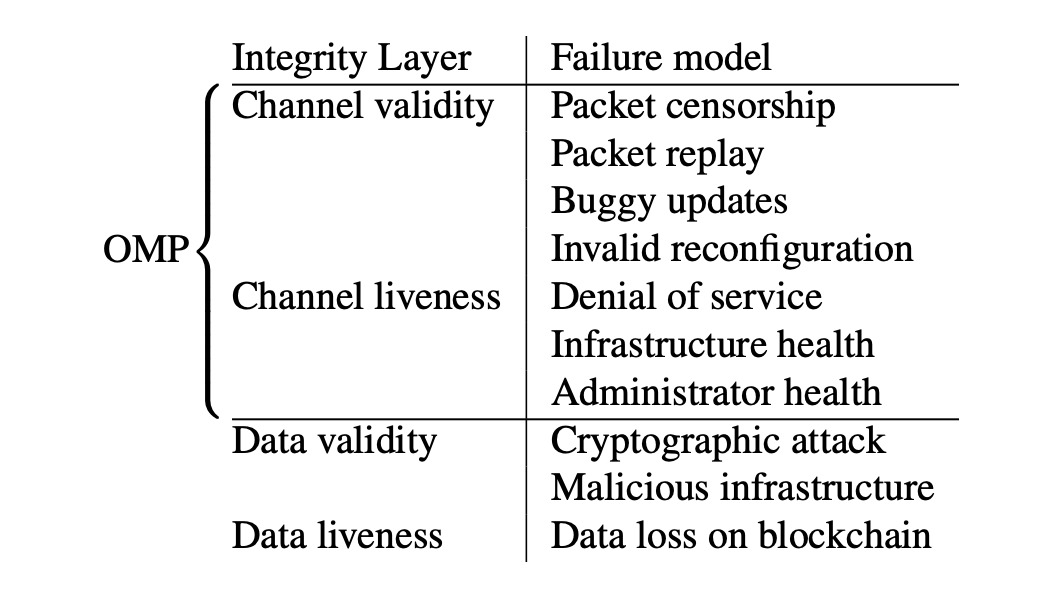 Integrity Layer Failure model
Channel validity Packet censorship
Packet replay
Buggy updates
OMP Invalid reconfiguration
Channel liveness Denial of service
Infrastructure health
Administrator health
Data validity Cryptographic attack
Malicious infrastructure
Data liveness Data loss on blockchain